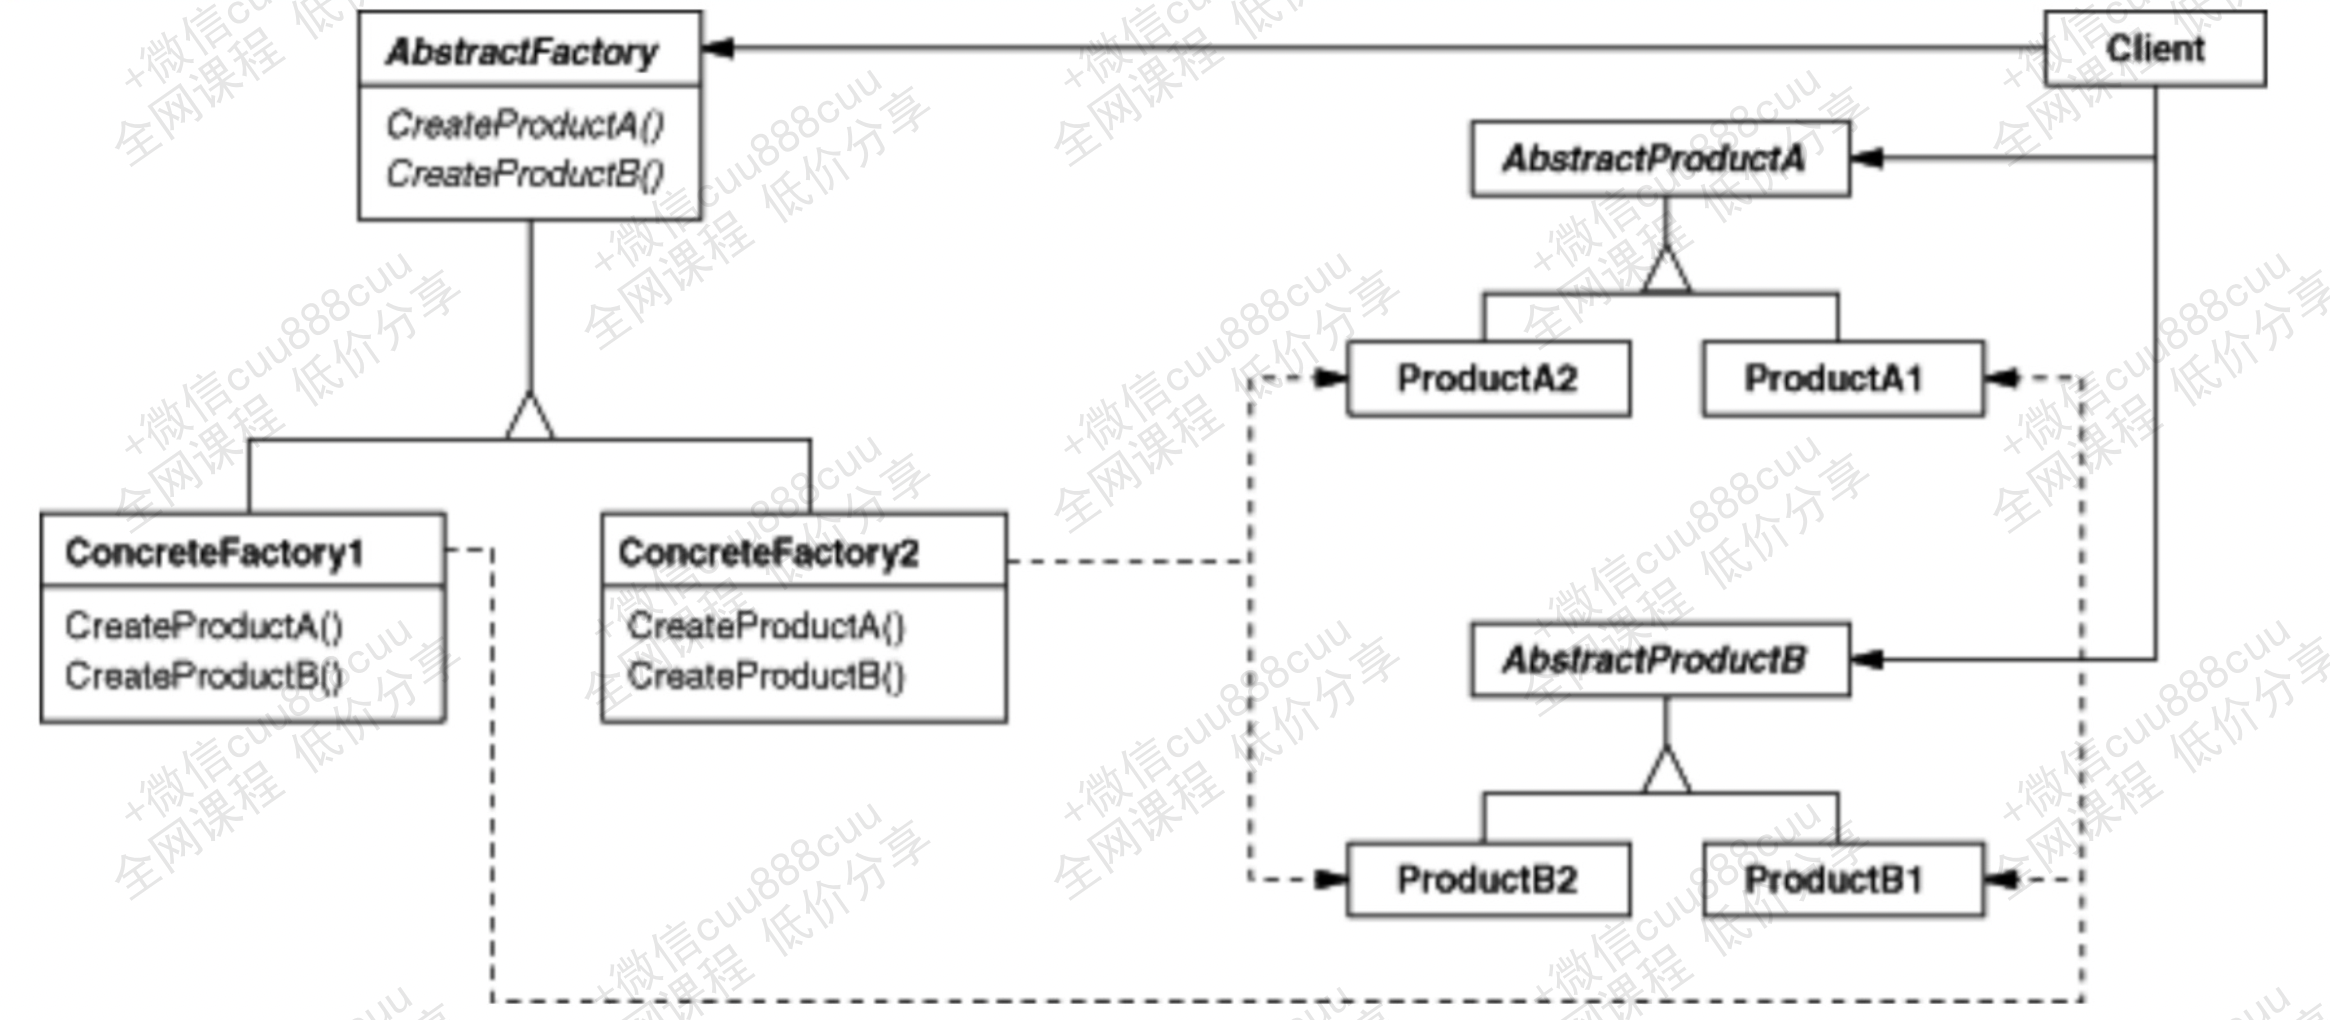 AbstractFactory
CreateProductA()
CreateProductB()
Client
AbstractProductA
ProductA2
ProductA1
ConcreteFactory1
CreateProductA()
CreateProductB()
ConcreteFactory2
CreateProductA()
CreateProductB()
AbstractProductB
ProductB2
ProductB1
+微信cuu888cuu
全网课程 低价分享